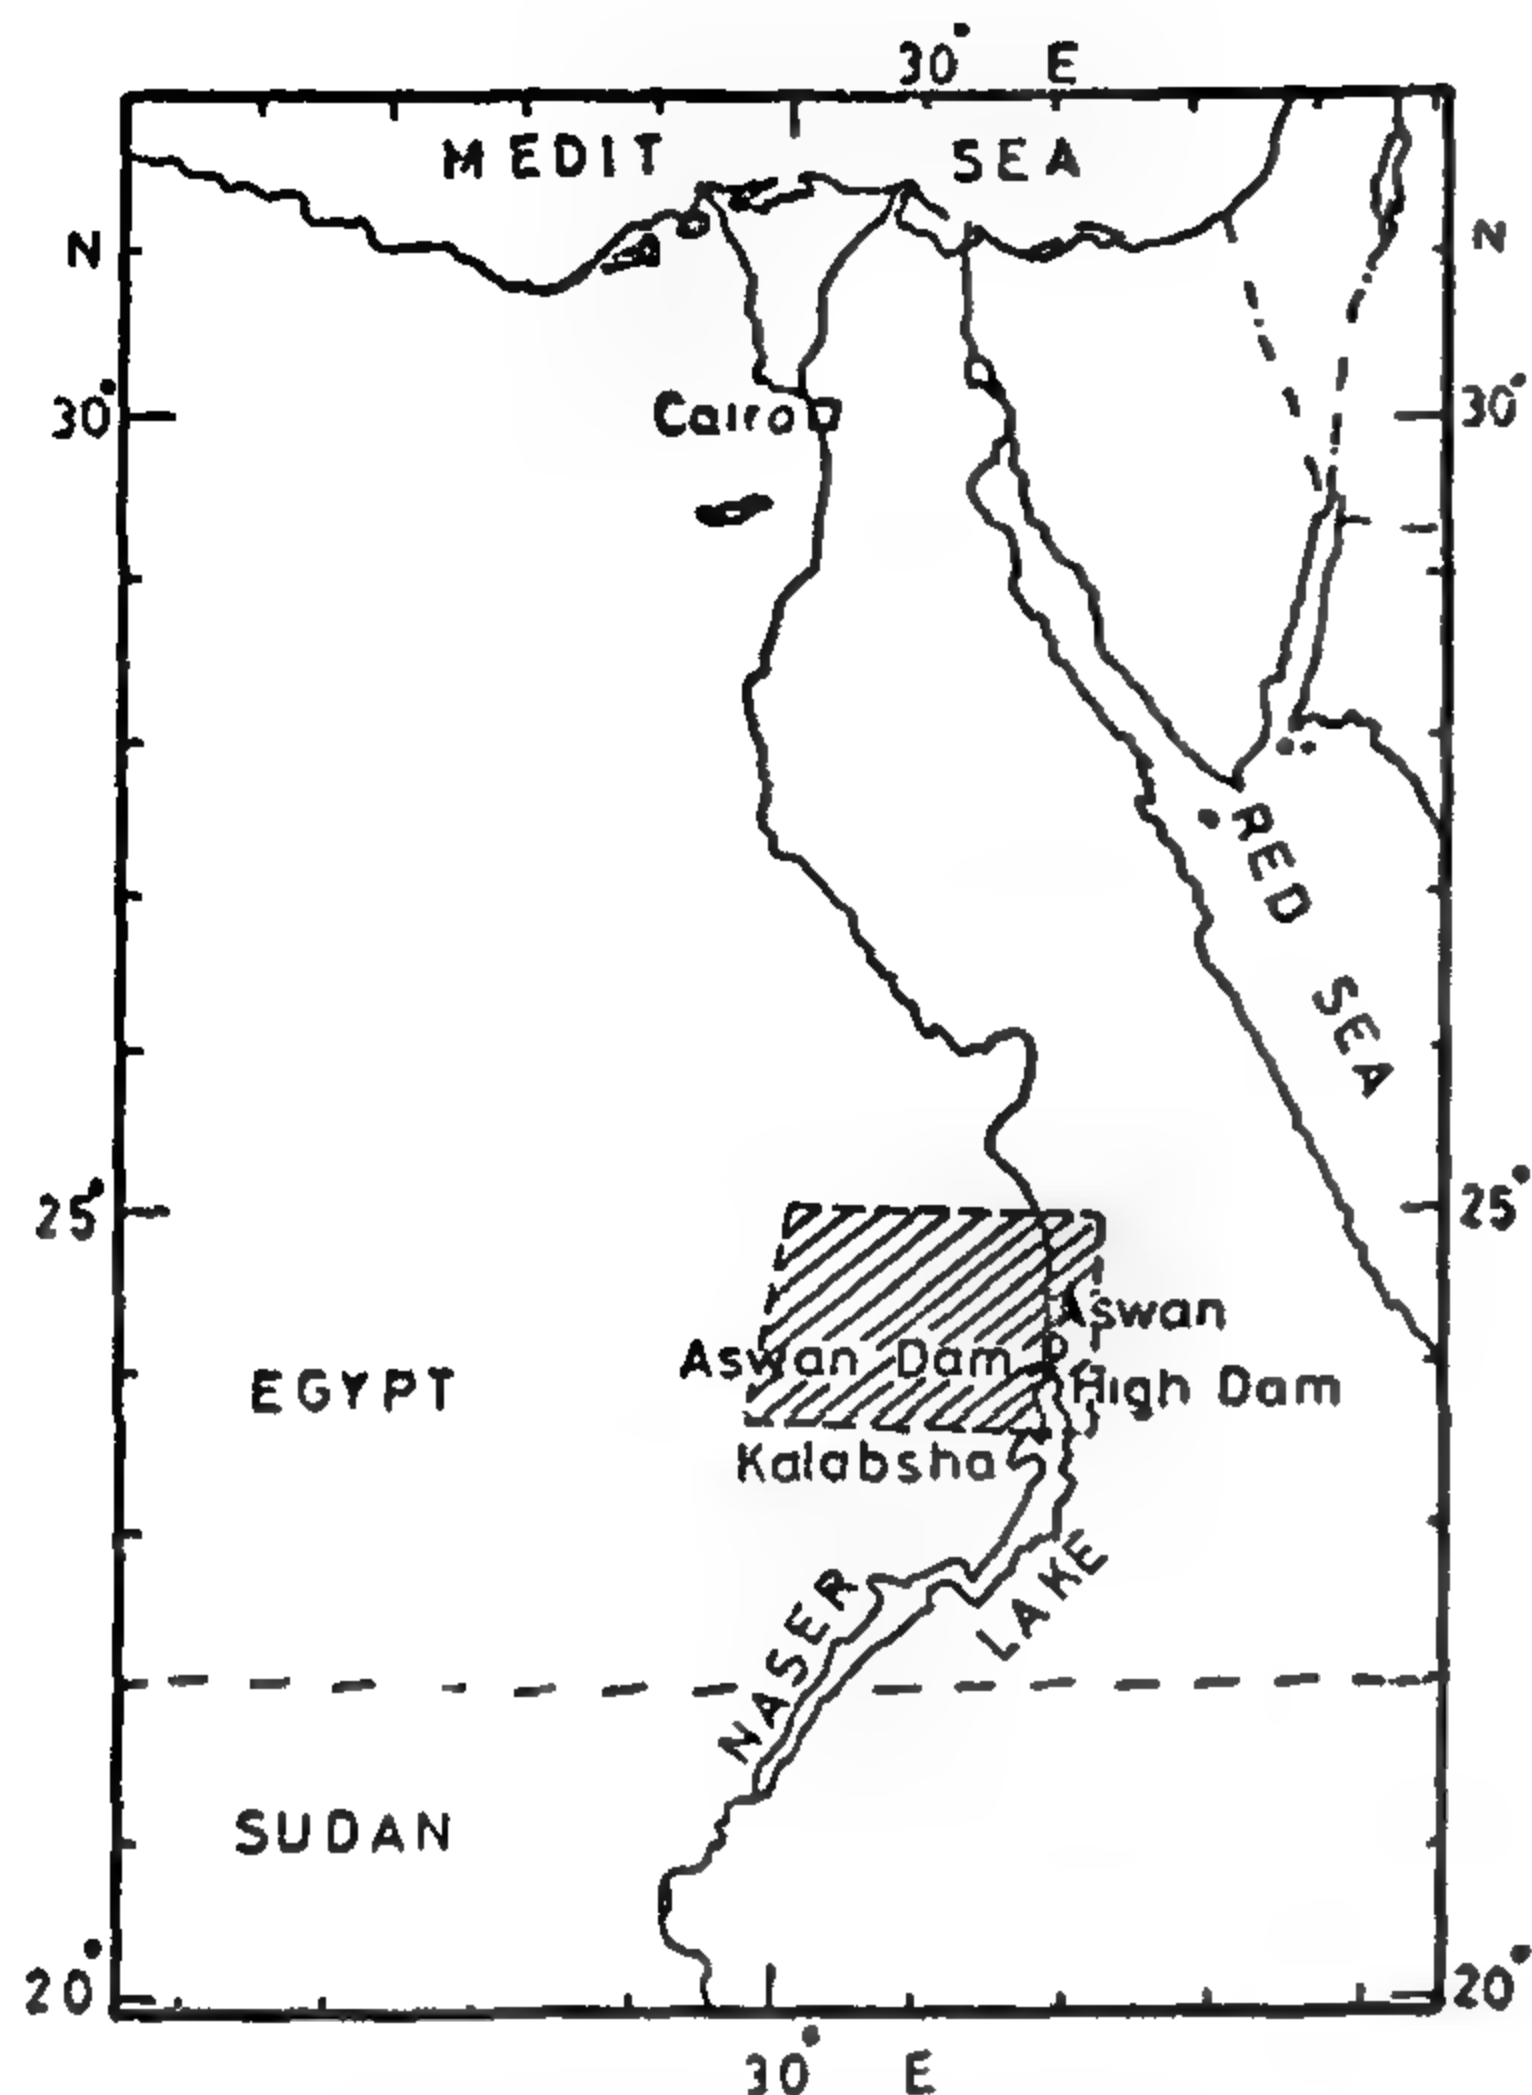 30° E
MEDIT SEA
N N
30° 30°
Cairo
RED SEA
25° 25°
Aswan
Aswan Dam
High Dam
EGYPT
Kalabsha
NASER LAKE
SUDAN
20° 20°
30° E